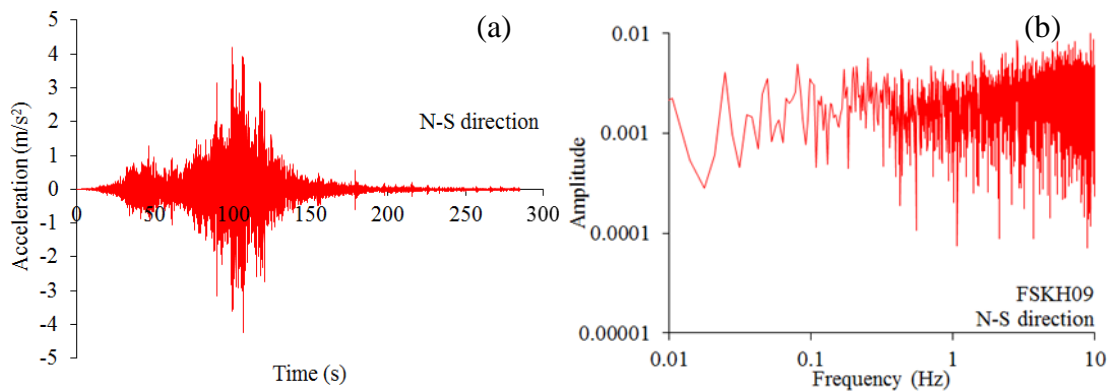 (a)
5
4
3
2
1
0
-1
-2
-3
-4
-5
Acceleration (m/s²)
N-S direction
0 50 100 150 200 250 300
Time (s)
(b)
0.01
0.001
0.0001
0.00001
Amplitude
FSKH09
N-S direction
0.01 0.1 1 10
Frequency (Hz)